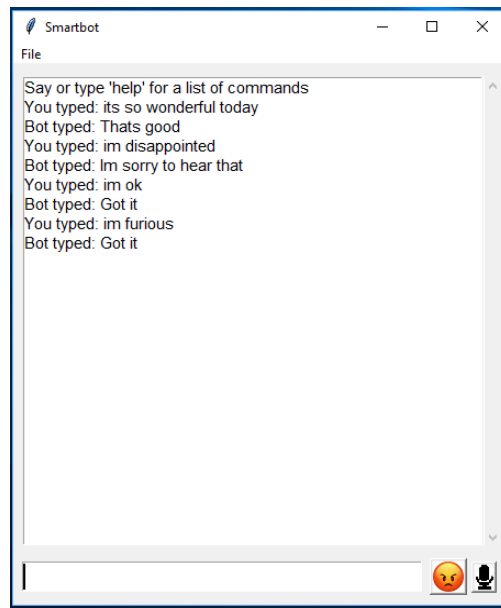 Smartbot
File
Say or type 'help' for a list of commands
You typed: its so wonderful today
Bot typed: Thats good
You typed: im disappointed
Bot typed: Im sorry to hear that
You typed: im ok
Bot typed: Got it
You typed: im furious
Bot typed: Got it